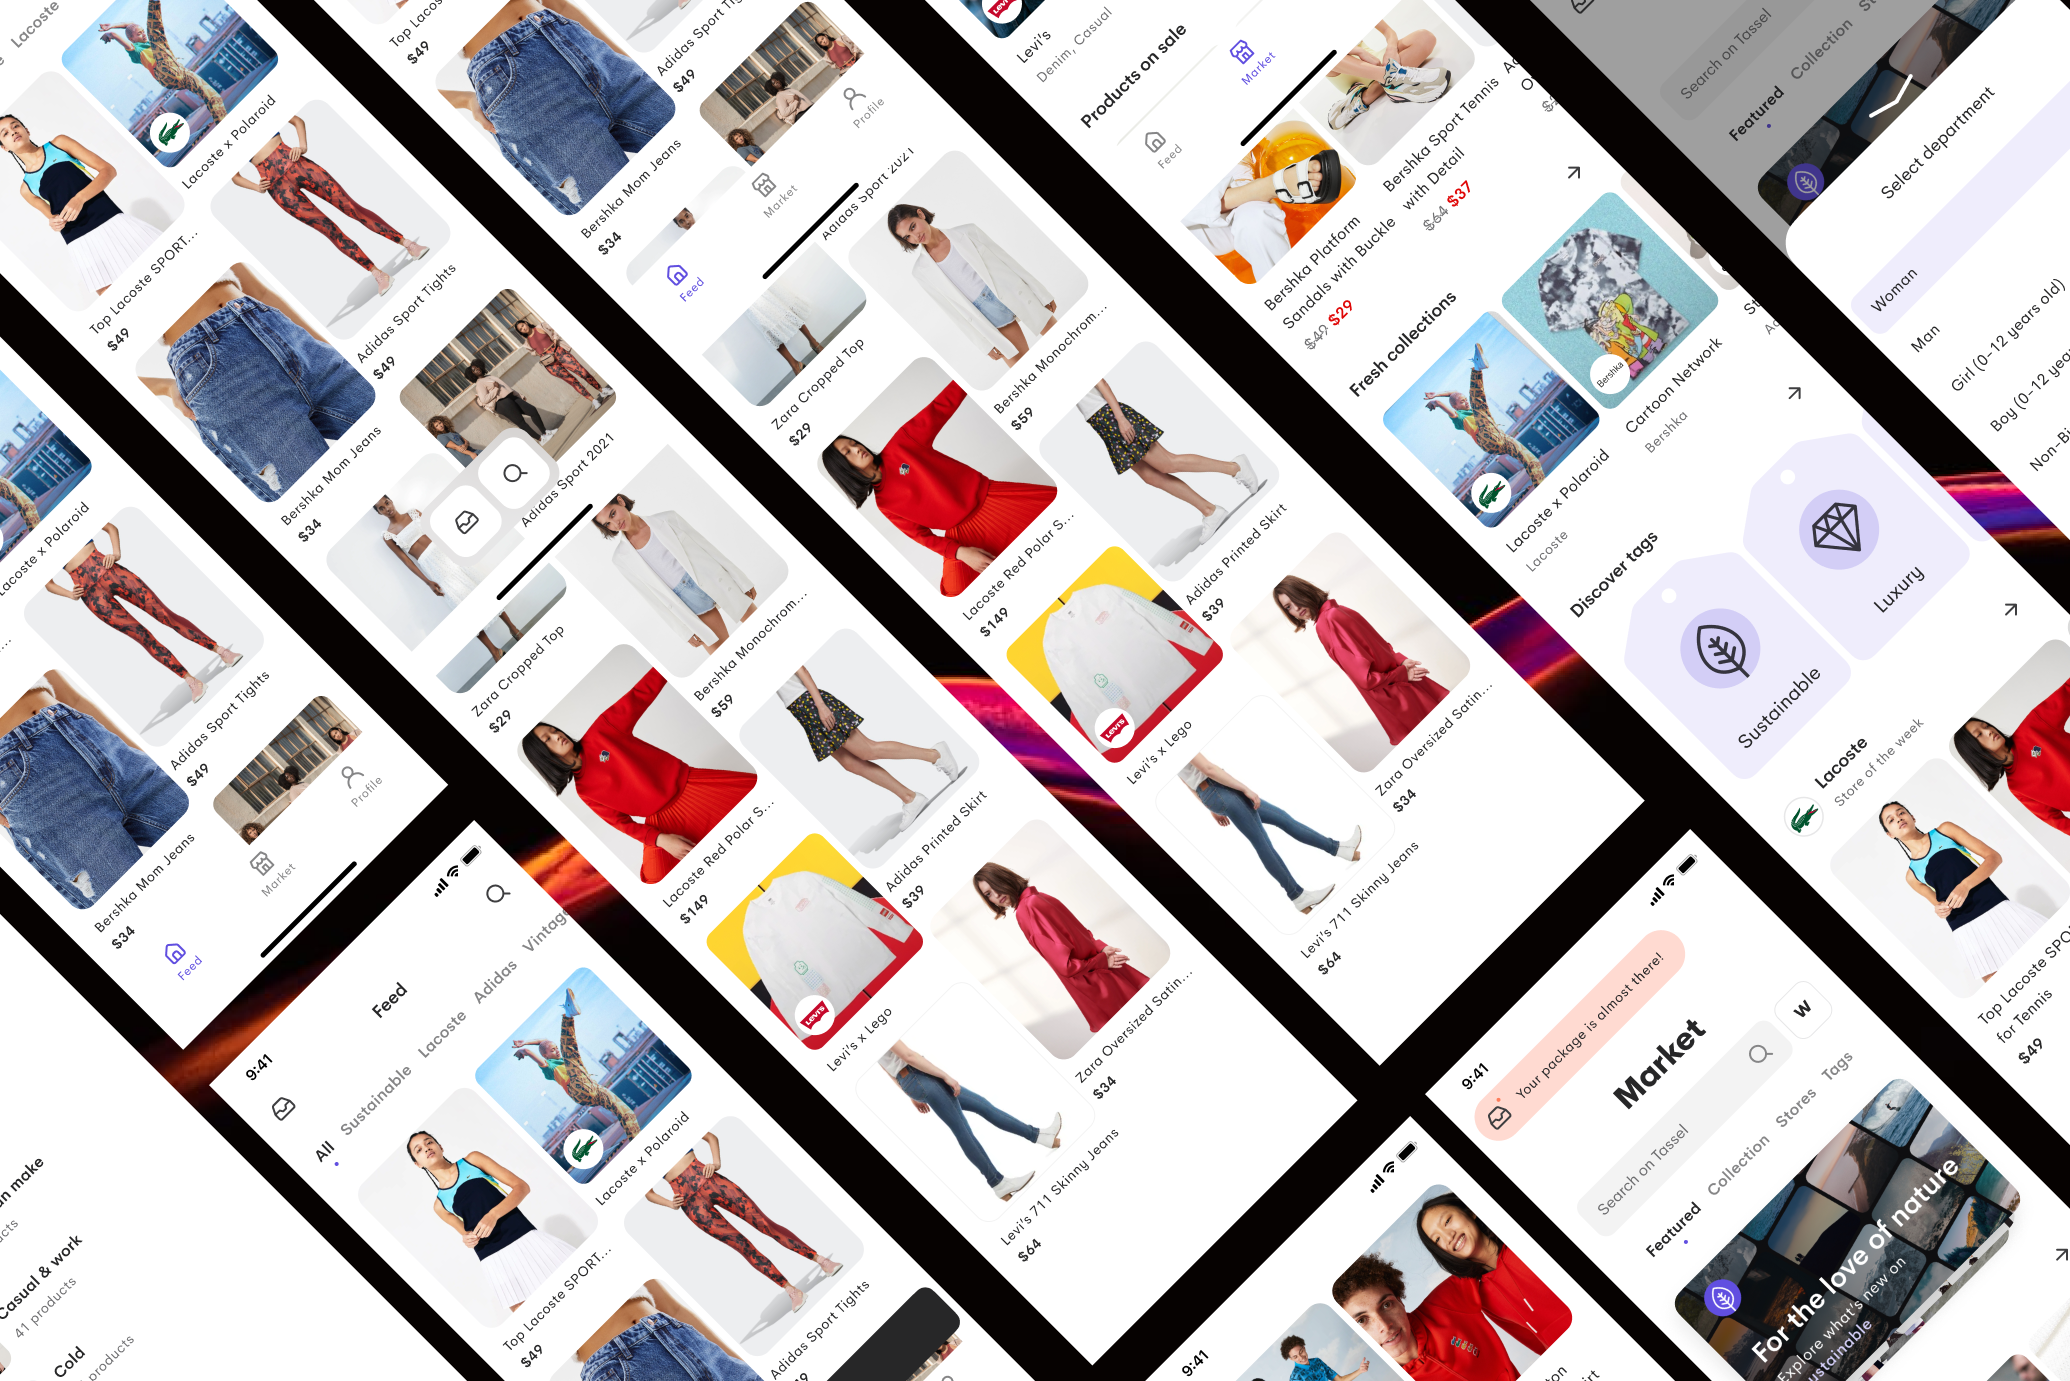 Lacoste
Lacoste x Polaroid
Top Lacoste SPORT...
$49
Adidas Sport Tights
$49
Bershka Mom Jeans
$34
Adidas Sport 2021
Zara Cropped Top
$29
Bershka Monochrom...
$59
Lacoste Red Polar S...
$149
Adidas Printed Skirt
$39
Levi's
Levi's x Lego
Zara Oversized Satin...
$34
Levi's 711 Skinny Jeans
$64
Lacoste x Polaroid
Adidas Sport Tights
$49
Bershka Mom Jeans
$34
Feed
Market
Profile
an make
Casual & work
41 products
Cold
products
9:41
Feed
All
Sustainable
Lacoste
Adidas
Vintage
Lacoste x Polaroid
Top Lacoste SPORT...
$49
Adidas Sport Tights
Top Lacos
$49
Adidas Sport T
$49
Bershka Mom Jeans
$34
Feed
Market
Profile
Adidas Sport 2021
Zara Cropped Top
$29
Bershka Monochrom...
$59
Lacoste Red Polar S...
$149
Adidas Printed Skirt
$39
Levi's
Levi's x Lego
Zara Oversized Satin...
$34
Levi's 711 Skinny Jeans
$64
Levi's
Denim, Casual
Products on sale
Feed
Market
Bershka Platform
Sandals with Buckle
$49 $29
Bershka Sport Tennis
with Detail
$64 $37
Fresh collections
Lacoste x Polaroid
Lacoste
Bershka
Cartoon Network
Bershka
Discover tags
Sustainable
Luxury
Lacoste
Store of the week
Top Lacoste SPO
for Tennis
$49
Search on Tassel
Featured
Collection
Select department
Woman
Man
Girl (0-12 years old)
Boy (0-12 year
Non-Bi
9:41
Your package is almost there!
Market
W
Search on Tassel
Featured
Collection
Stores
Tags
For the love of nature
Explore what's new on
ustainable
9:41